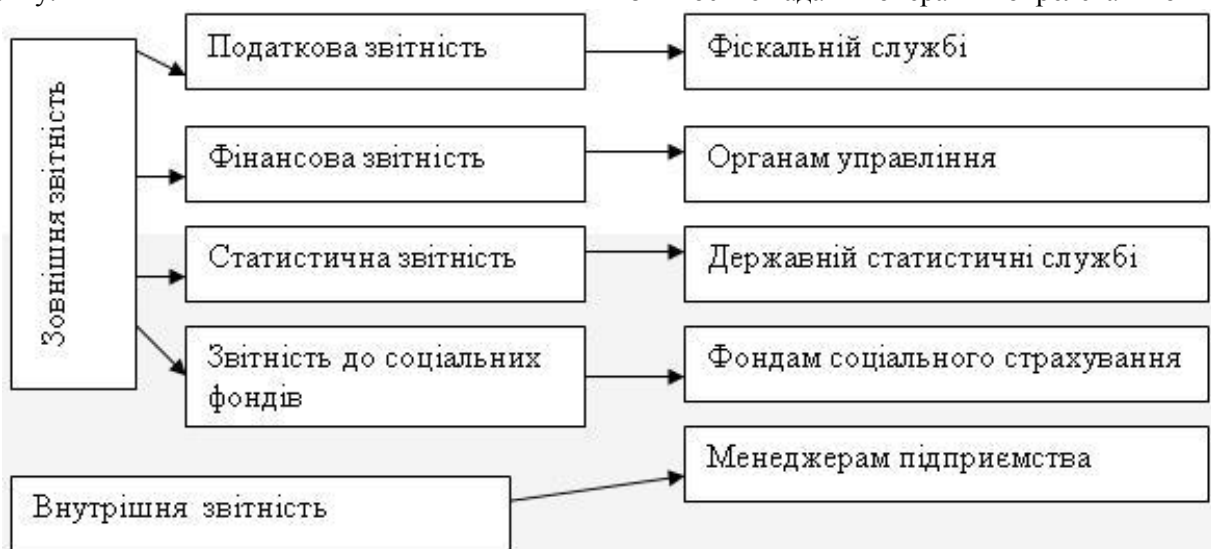 Зовнішня звітність
Податкова звітність
Фіскальній службі
Фінансова звітність
Органам управління
Статистична звітність
Державній статистичні службі
Звітність до соціальних
фондів
Фондам соціального страхування
Менеджерам підприємства
Внутрішня звітність